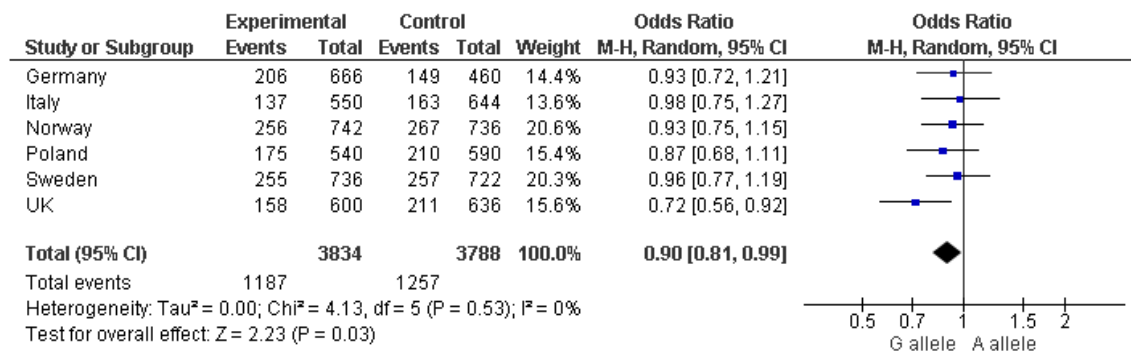 Experimental Control Odds Ratio Odds Ratio
Study or Subgroup Events Total Events Total Weight M-H, Random, 95% CI M-H, Random, 95% CI
Germany 206 666 149 460 14.4% 0.93 [0.72, 1.21]
Italy 137 550 163 644 13.6% 0.98 [0.75, 1.27]
Norway 256 742 267 736 20.6% 0.93 [0.75, 1.15]
Poland 175 540 210 590 15.4% 0.87 [0.68, 1.11]
Sweden 255 736 257 722 20.3% 0.96 [0.77, 1.19]
UK 158 600 211 636 15.6% 0.72 [0.56, 0.92]
Total (95% CI) 3834 3788 100.0% 0.90 [0.81, 0.99]
Total events 1187 1257
Heterogeneity: Tau² = 0.00; Chi² = 4.13, df = 5 (P = 0.53); I² = 0%
Test for overall effect: Z = 2.23 (P = 0.03)
0.5 0.7 1 1.5 2
G allele A allele